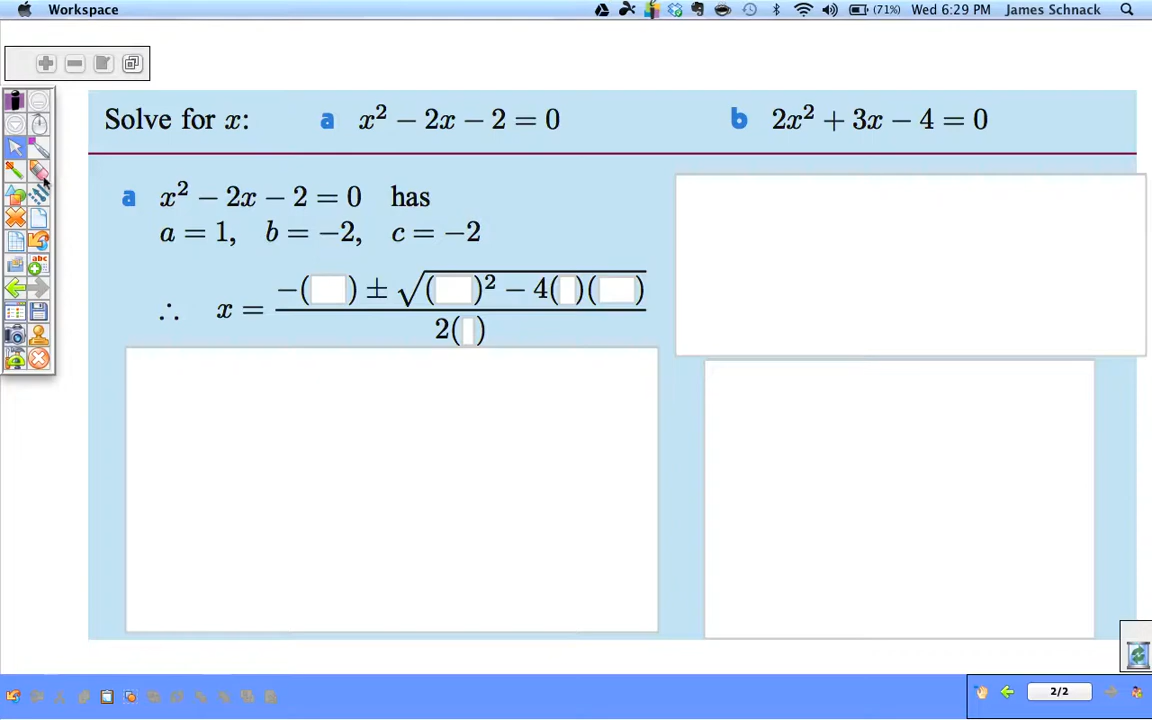 Workspace
(71%) Wed 6:29 PM James Schnack
Solve for x: a x² − 2x − 2 = 0 b 2x² + 3x − 4 = 0
a x² − 2x − 2 = 0 has
a = 1, b = −2, c = −2
∴ x = −( ) ± √( )² − 4( )( )
2( )
abc
2/2